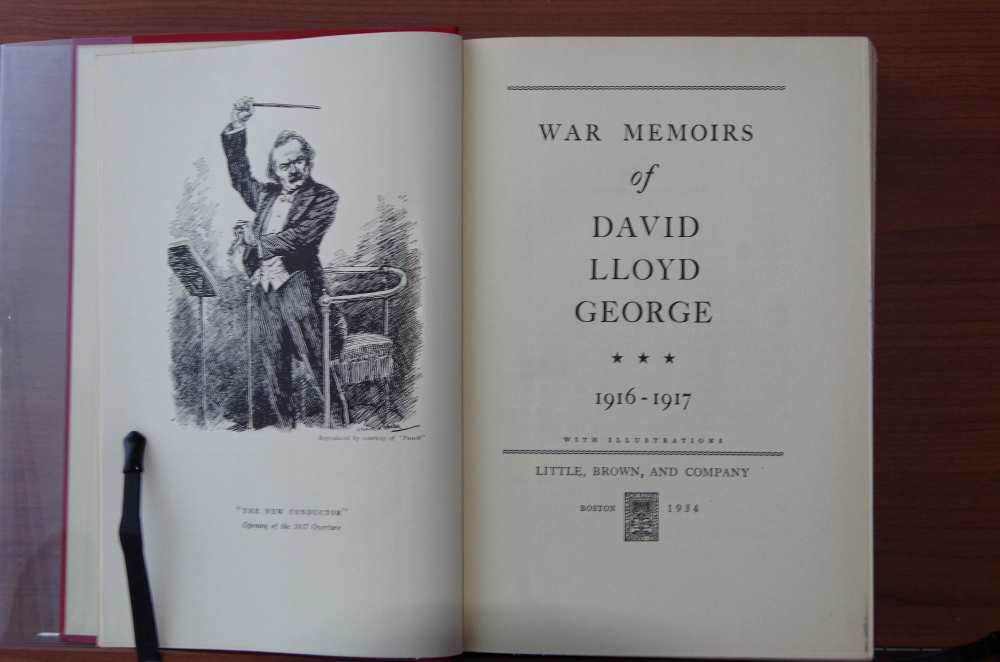 Reproduced by courtesy of "Punch"
"THE NEW CONDUCTOR"
Opening of the 1917 Overture
WAR MEMOIRS
of
DAVID
LLOYD
GEORGE
★ ★ ★
1916-1917
WITH ILLUSTRATIONS
LITTLE, BROWN, AND COMPANY
BOSTON 1934